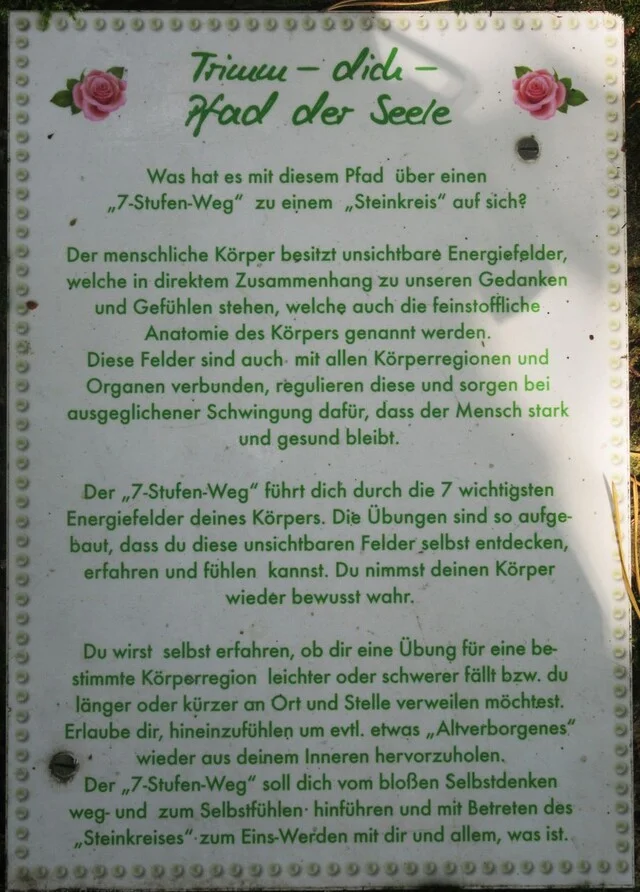 Trimm – dich –
Pfad der Seele
Was hat es mit diesem Pfad über einen
„7-Stufen-Weg“ zu einem „Steinkreis“ auf sich?
Der menschliche Körper besitzt unsichtbare Energiefelder,
welche in direktem Zusammenhang zu unseren Gedanken
und Gefühlen stehen, welche auch die feinstoffliche
Anatomie des Körpers genannt werden.
Diese Felder sind auch mit allen Körperregionen und
Organen verbunden, regulieren diese und sorgen bei
ausgeglichener Schwingung dafür, dass der Mensch stark
und gesund bleibt.
Der „7-Stufen-Weg“ führt dich durch die 7 wichtigsten
Energiefelder deines Körpers. Die Übungen sind so aufge-
baut, dass du diese unsichtbaren Felder selbst entdecken,
erfahren und fühlen kannst. Du nimmst deinen Körper
wieder bewusst wahr.
Du wirst selbst erfahren, ob dir eine Übung für eine be-
stimmte Körperregion leichter oder schwerer fällt bzw. du
länger oder kürzer an Ort und Stelle verweilen möchtest.
Erlaube dir, hineinzufühlen um evtl. etwas „Altverborgenes“
wieder aus deinem Inneren hervorzuholen.
Der „7-Stufen-Weg“ soll dich vom bloßen Selbstdenken
weg- und zum Selbstfühlen hinführen und mit Betreten des
„Steinkreises“ zum Eins-Werden mit dir und allem, was ist.